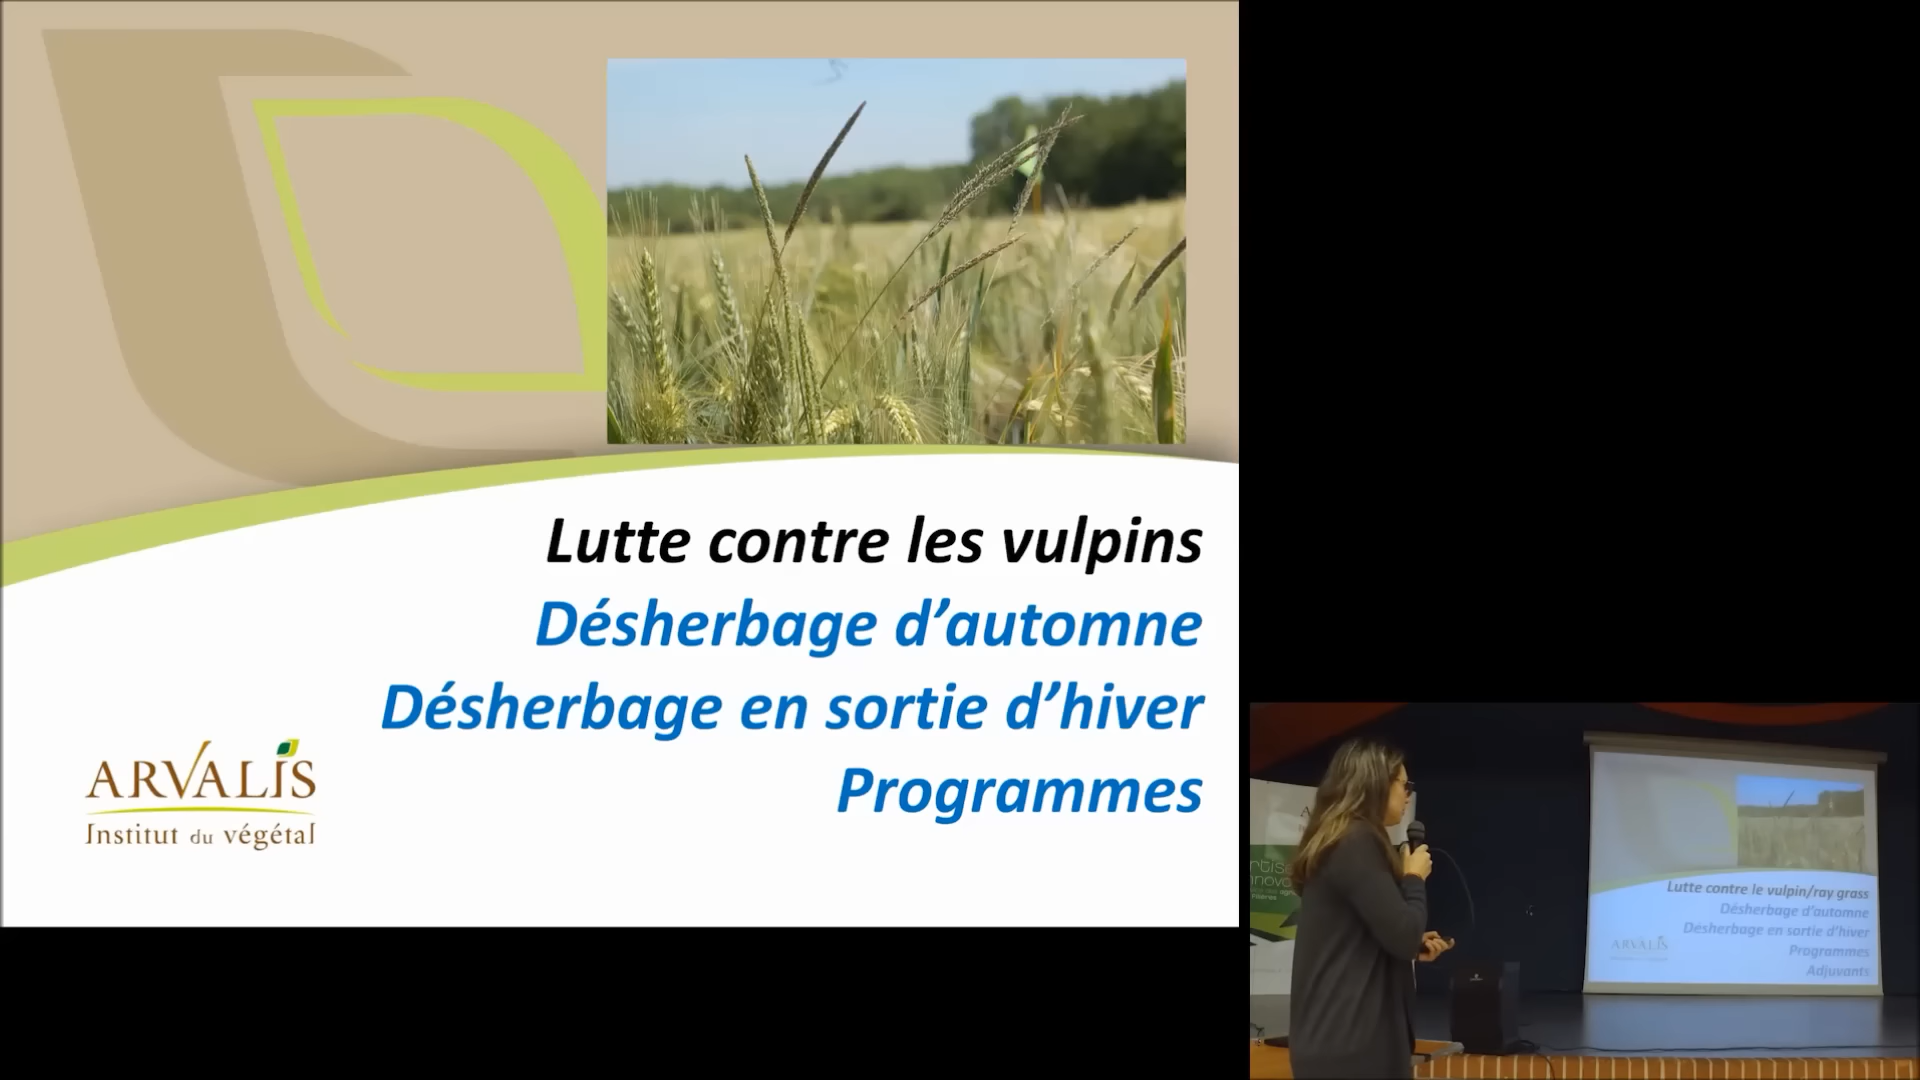 Lutte contre les vulpins
Désherbage d'automne
Désherbage en sortie d'hiver
Programmes
ARVALIS
Institut du végétal
Lutte contre le vulpin/ray grass
Désherbage d'automne
Désherbage en sortie d'hiver
Programmes
Adjuvants
ARVALIS